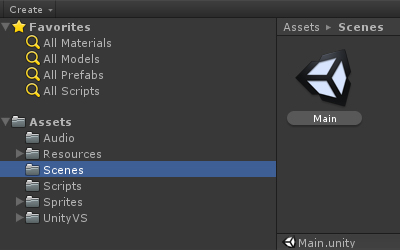 Create
Favorites
All Materials
All Models
All Prefabs
All Scripts
Assets
Audio
Resources
Scenes
Scripts
Sprites
UnityVS
Assets Scenes
Main
Main.unity